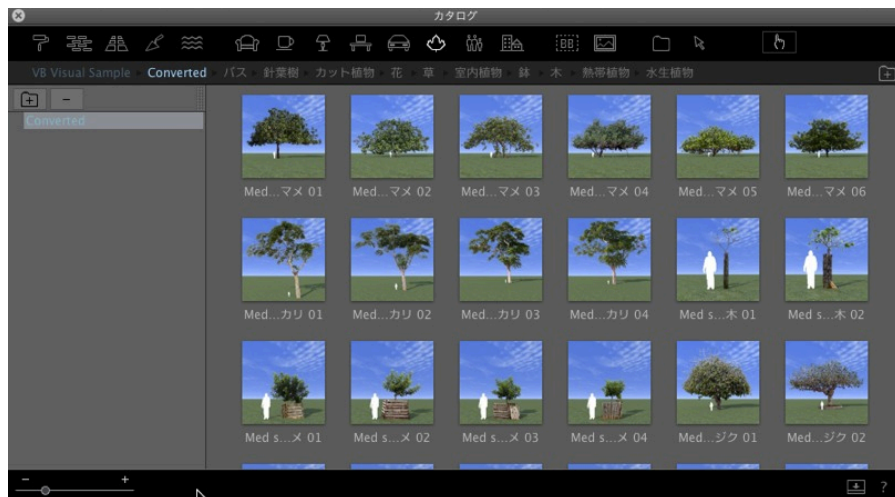 カタログ
BB
VB Visual Sample Converted バス 針葉樹 カット植物 花 草 室内植物 鉢 木 熱帯植物 水生植物
Converted
Med...マメ 01 Med...マメ 02 Med...マメ 03 Med...マメ 04 Med...マメ 05 Med...マメ 06
Med...カリ 01 Med...カリ 02 Med...カリ 03 Med...カリ 04 Med s...木 01 Med s...木 02
Med s...メ 01 Med s...メ 02 Med s...メ 03 Med s...メ 04 Med...ジク 01 Med...ジク 02
- +
?